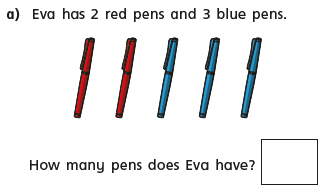 a) Eva has 2 red pens and 3 blue pens.
How many pens does Eva have?